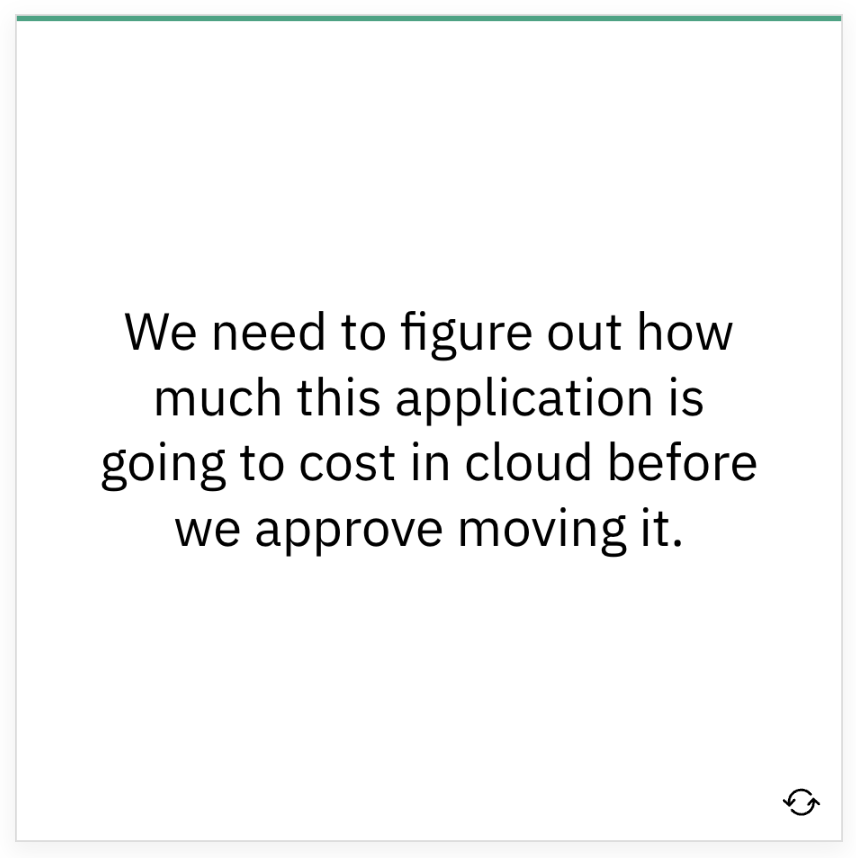 We need to figure out how
much this application is
going to cost in cloud before
we approve moving it.